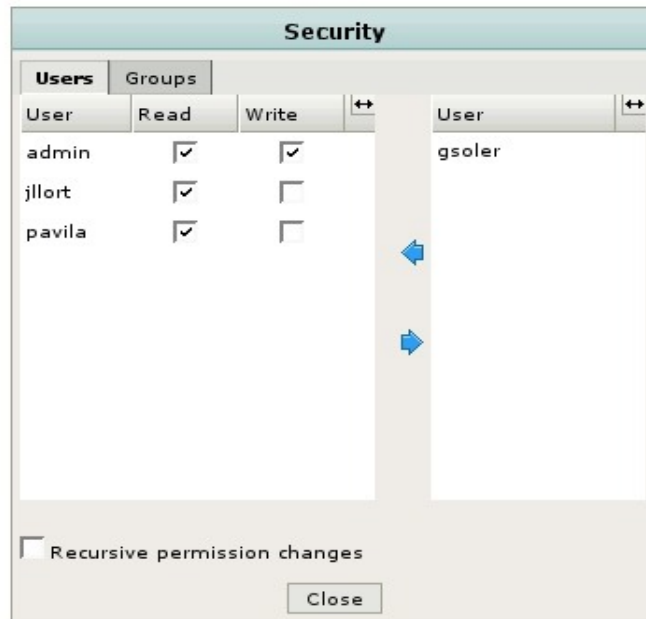 Security
Users Groups
User Read Write User
admin gsoler
jllort
pavila
Recursive permission changes
Close